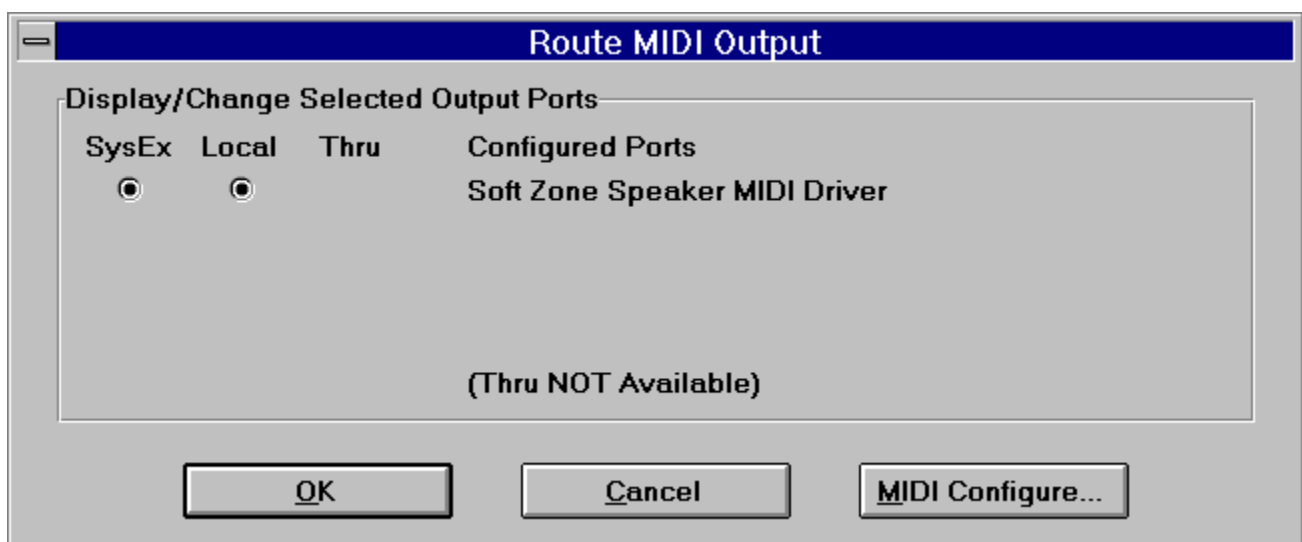 Route MIDI Output
Display/Change Selected Output Ports
SysEx Local Thru Configured Ports
Soft Zone Speaker MIDI Driver
(Thru NOT Available)
OK Cancel MIDI Configure...